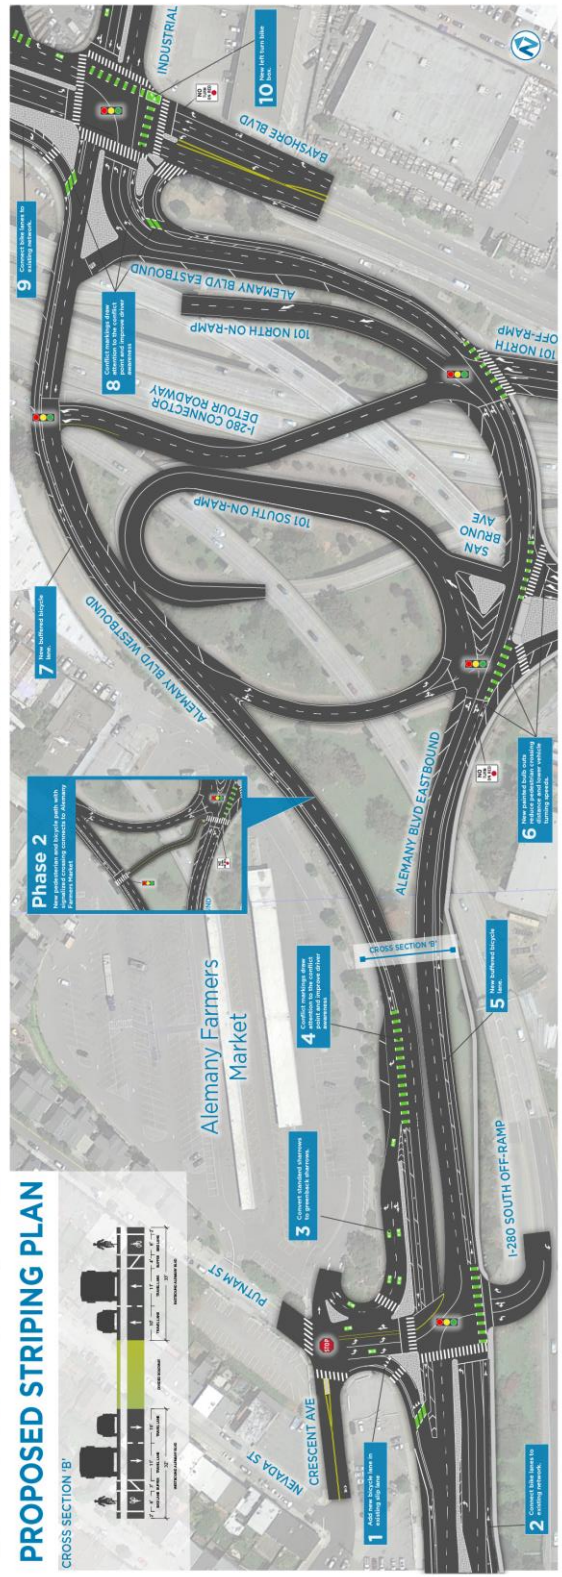 PROPOSED STRIPING PLAN
CROSS SECTION 'B'
1 Add new bicycle lane in
existing slip lane
2 Connect bike lanes to
existing network.
3 Convert standard sharrows
to greenback sharrows.
4 Conflict markings draw
attention to the conflict
point and improve driver
awareness
5 New buffered bicycle
lane.
6 New painted bulb outs
reduce pedestrian crossing
distance and lower vehicle
turning speeds.
7 New buffered bicycle
lane.
8 Conflict markings draw
attention to the conflict
point and improve driver
awareness
9 Connect bike lanes to
existing network.
10 New left turn bike
box.
Phase 2
New pedestrian and bicycle path with
signalized crossing connects to Alemany
Farmers Market
Alemany Farmers
Market
NEVADA ST
CRESCENT AVE
PUTNAM ST
STOP
I-280 SOUTH OFF-RAMP
CROSS SECTION 'B'
ALEMANY BLVD EASTBOUND
ALEMANY BLVD WESTBOUND
101 SOUTH ON-RAMP
SAN
BRUNO
AVE
I-280 CONNECTOR
DETOUR ROADWAY
101 NORTH ON-RAMP
101 NORTH
OFF-RAMP
ALEMANY BLVD EASTBOUND
BAYSHORE BLVD
INDUSTRIAL
NO
N